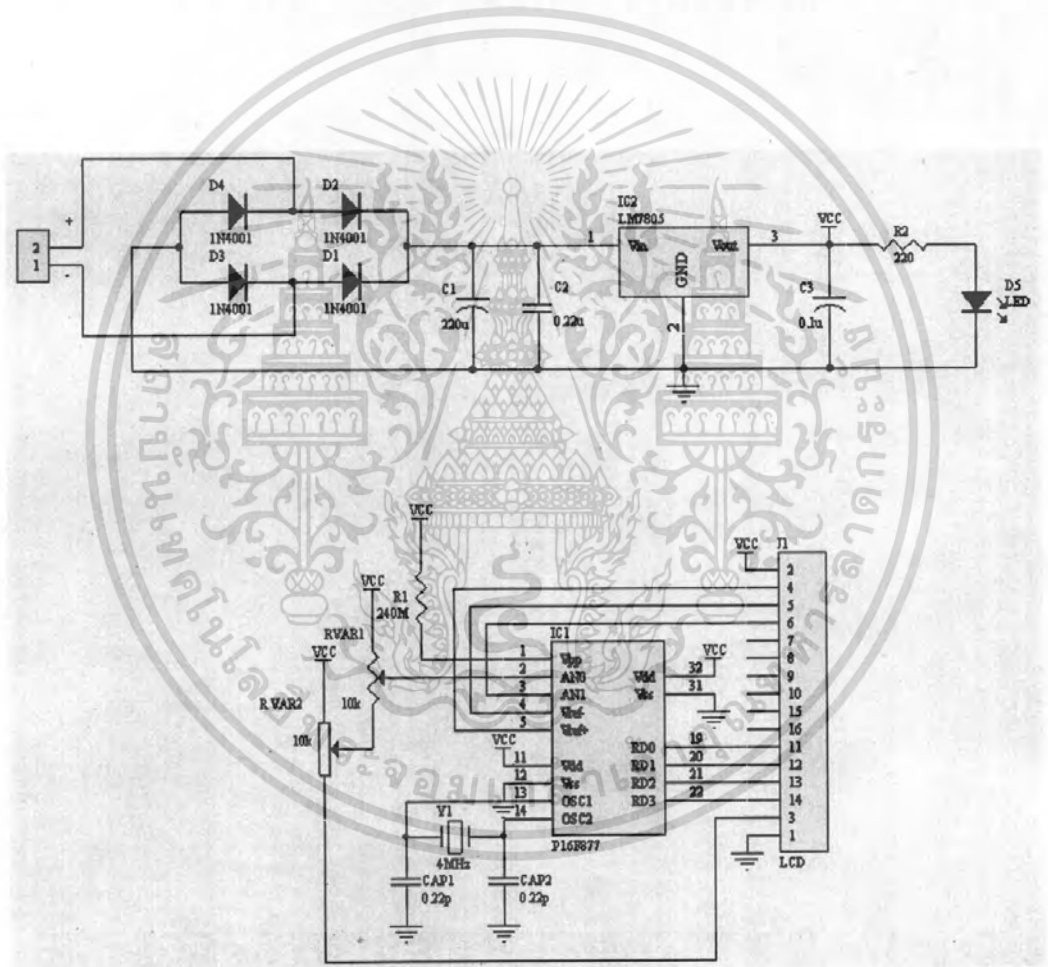 D4
D2
1N4001
1N4001
D3
D1
1N4001
1N4001
+
-
2
1
C1
220u
C2
0.22u
IC2
LM7805
1
Vin
Vout
3
GND
2
VCC
R2
220
C3
0.1u
D5
LED
VCC
R1
240M
VCC
RVAR1
10k
VCC
RVAR2
10k
IC1
1
Vpp
2
AN0
3
AN1
4
Vref-
5
Vref+
VCC
11
Vdd
12
Vss
13
OSC1
14
OSC2
Vdd
32
VCC
Vss
31
RD0
19
RD1
20
RD2
21
RD3
22
P16F877
Y1
4MHz
CAP1
0.22p
CAP2
0.22p
VCC
J1
2
4
5
6
7
8
9
10
15
16
11
12
13
14
3
1
LCD